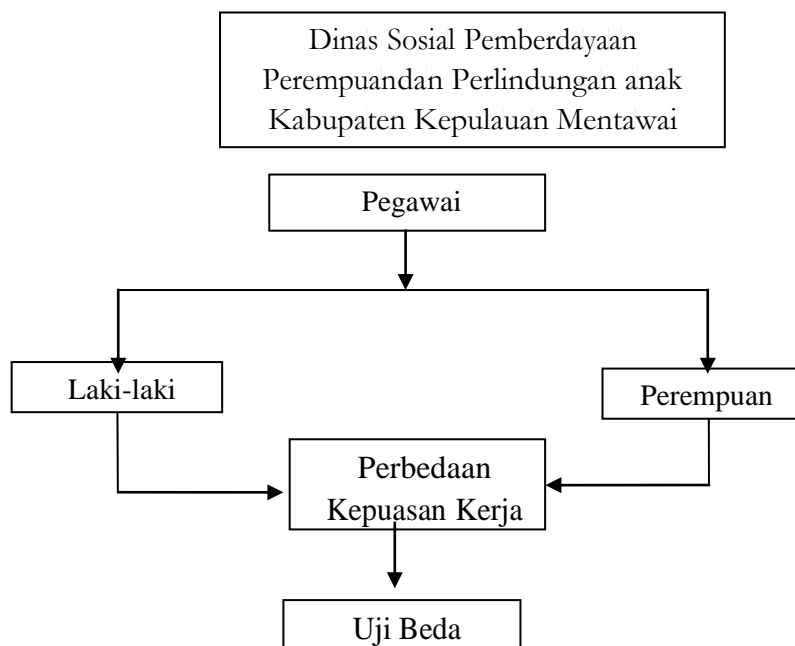 Dinas Sosial Pemberdayaan
Perempuandan Perlindungan anak
Kabupaten Kepulauan Mentawai
Pegawai
Laki-laki
Perempuan
Perbedaan
Kepuasan Kerja
Uji Beda